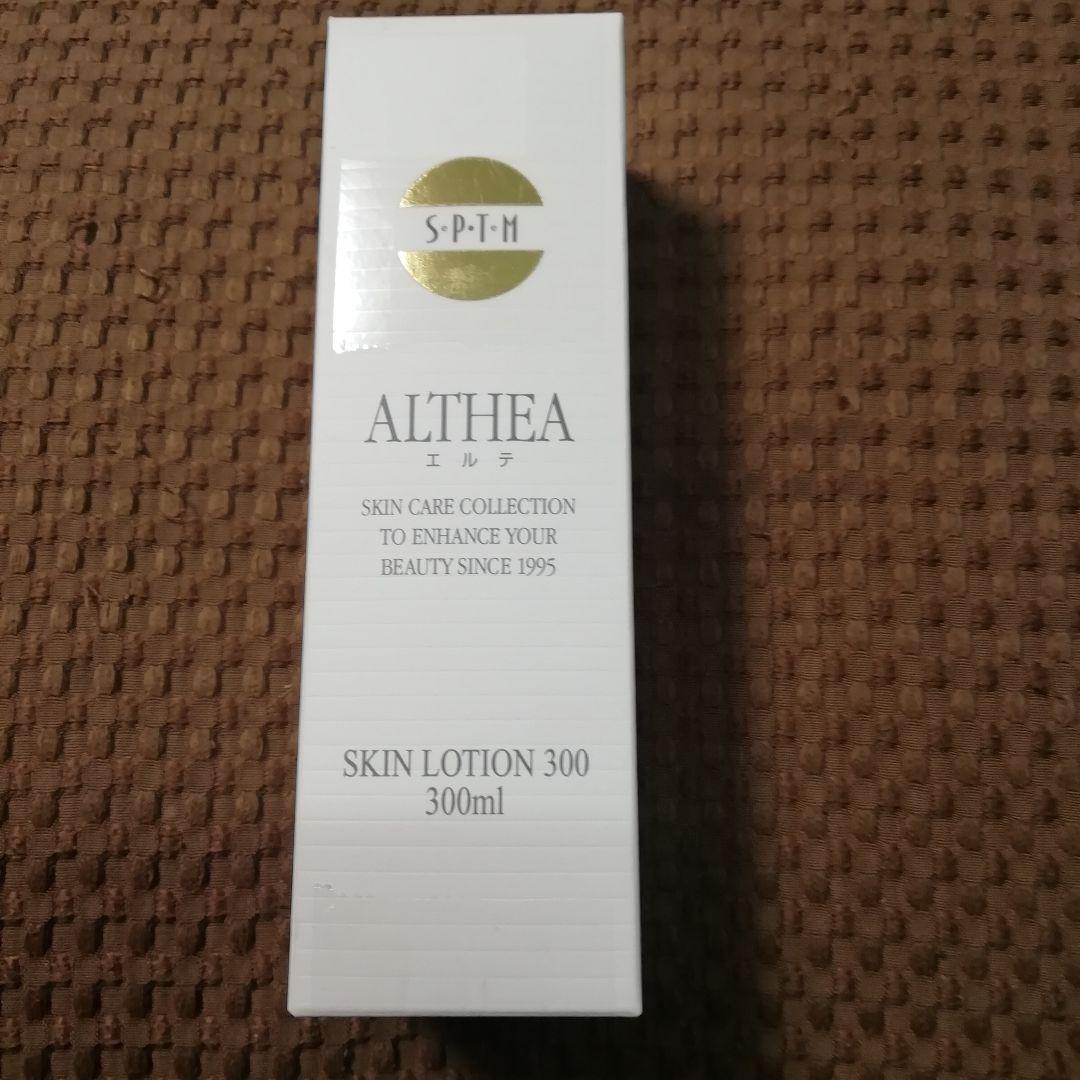 S•P•T•M
ALTHEA
エルテ
SKIN CARE COLLECTION
TO ENHANCE YOUR
BEAUTY SINCE 1995
SKIN LOTION 300
300ml